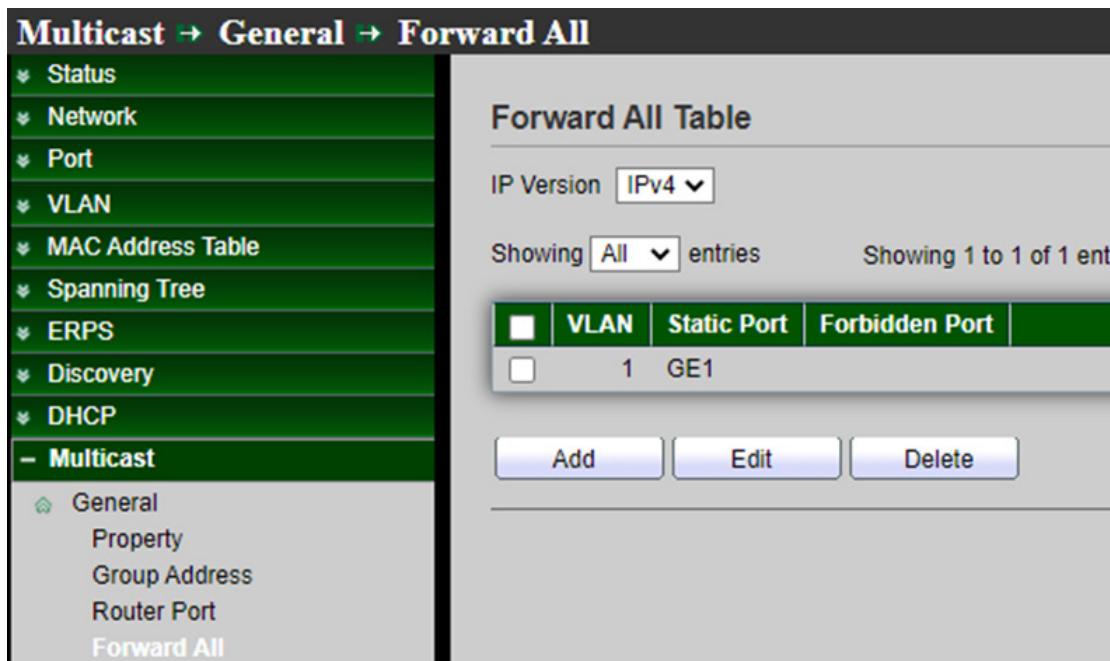 Multicast → General → Forward All
Status
Network
Port
VLAN
MAC Address Table
Spanning Tree
ERPS
Discovery
DHCP
Multicast
General
Property
Group Address
Router Port
Forward All
Forward All Table
IP Version IPv4
Showing All entries Showing 1 to 1 of 1 ent
VLAN Static Port Forbidden Port
1 GE1
Add Edit Delete